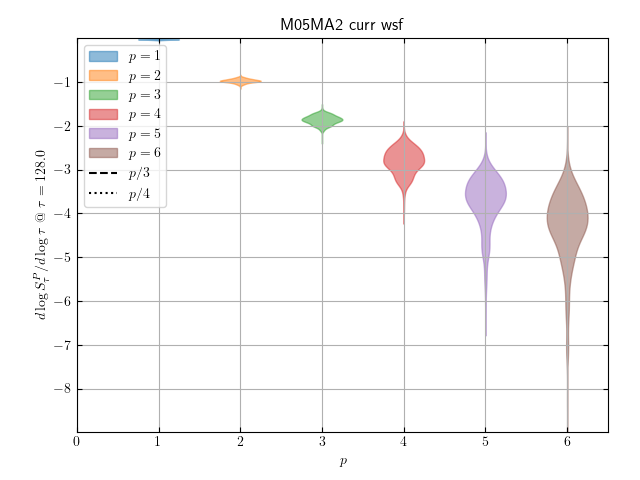 M05MA2 curr wsf
p = 1
p = 2
p = 3
p = 4
p = 5
p = 6
p/3
p/4
−1
−2
−3
−4
−5
−6
−7
−8
d log S_τ^p / d log τ @ τ = 128.0
0 1 2 3 4 5 6
p